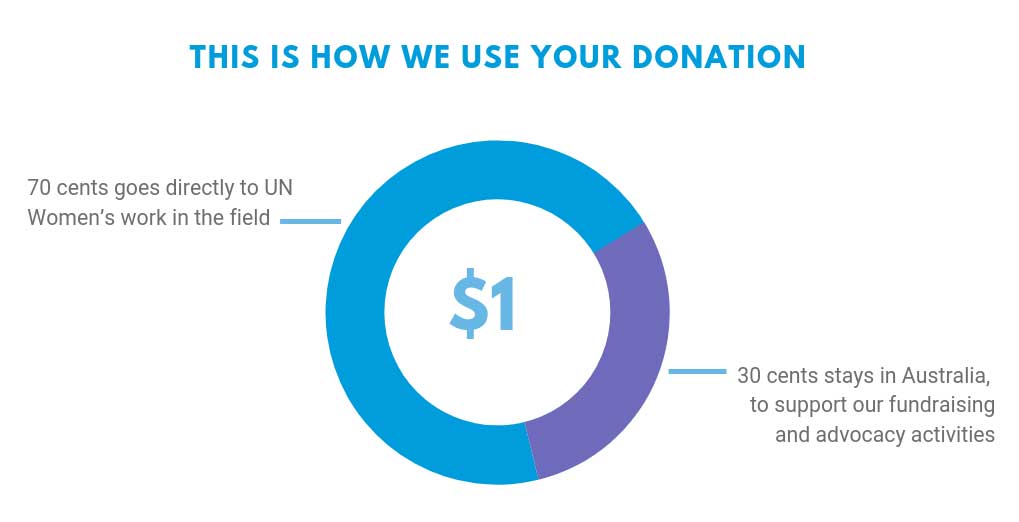 THIS IS HOW WE USE YOUR DONATION
70 cents goes directly to UN
Women’s work in the field
$1
30 cents stays in Australia,
to support our fundraising
and advocacy activities